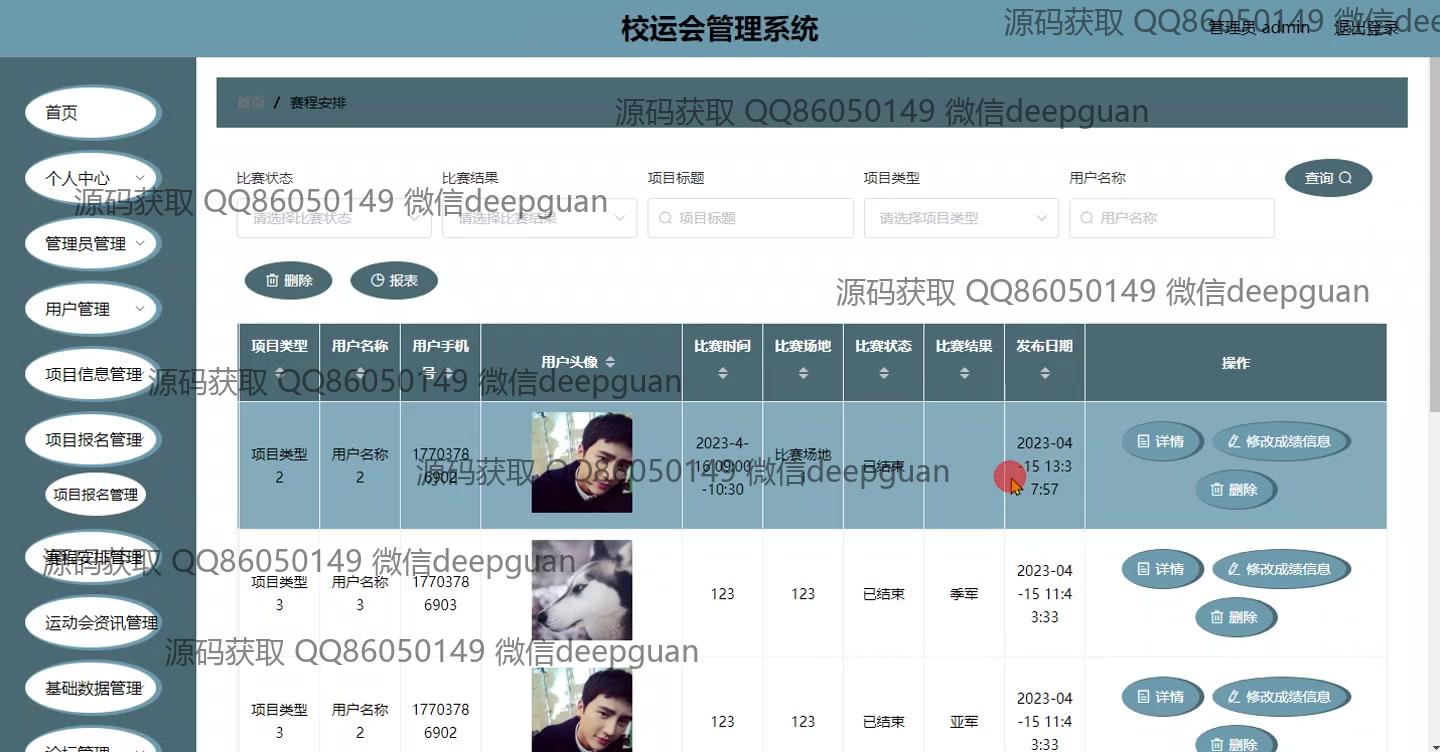 校运会管理系统
管理员 admin
退出登录
源码获取 QQ86050149 微信dee
首页
个人中心
管理员管理
用户管理
项目信息管理
项目报名管理
项目报名管理
赛程安排管理
运动会资讯管理
基础数据管理
论坛管理
首页 / 赛程安排
源码获取 QQ86050149 微信deepguan
比赛状态
比赛结果
项目标题
项目类型
用户名称
查询
源码获取 QQ86050149 微信deepguan
请选择比赛状态
请选择比赛结果
项目标题
请选择项目类型
用户名称
删除
报表
源码获取 QQ86050149 微信deepguan
项目类型
用户名称
用户手机
号
用户头像
比赛时间
比赛场地
比赛状态
比赛结果
发布日期
操作
源码获取 QQ86050149 微信deepguan
项目类型
2
用户名称
2
1770378
6902
2023-4-
16 09:00
-10:30
比赛场地
1
已结束
2023-04
-15 13:3
7:57
详情
修改成绩信息
删除
源码获取 QQ86050149 微信deepguan
项目类型
3
用户名称
3
1770378
6903
123
123
已结束
季军
2023-04
-15 11:4
3:33
详情
修改成绩信息
删除
源码获取 QQ86050149 微信deepguan
源码获取 QQ86050149 微信deepguan
项目类型
3
用户名称
2
1770378
6902
123
123
已结束
亚军
2023-04
-15 11:4
3:33
详情
修改成绩信息
删除